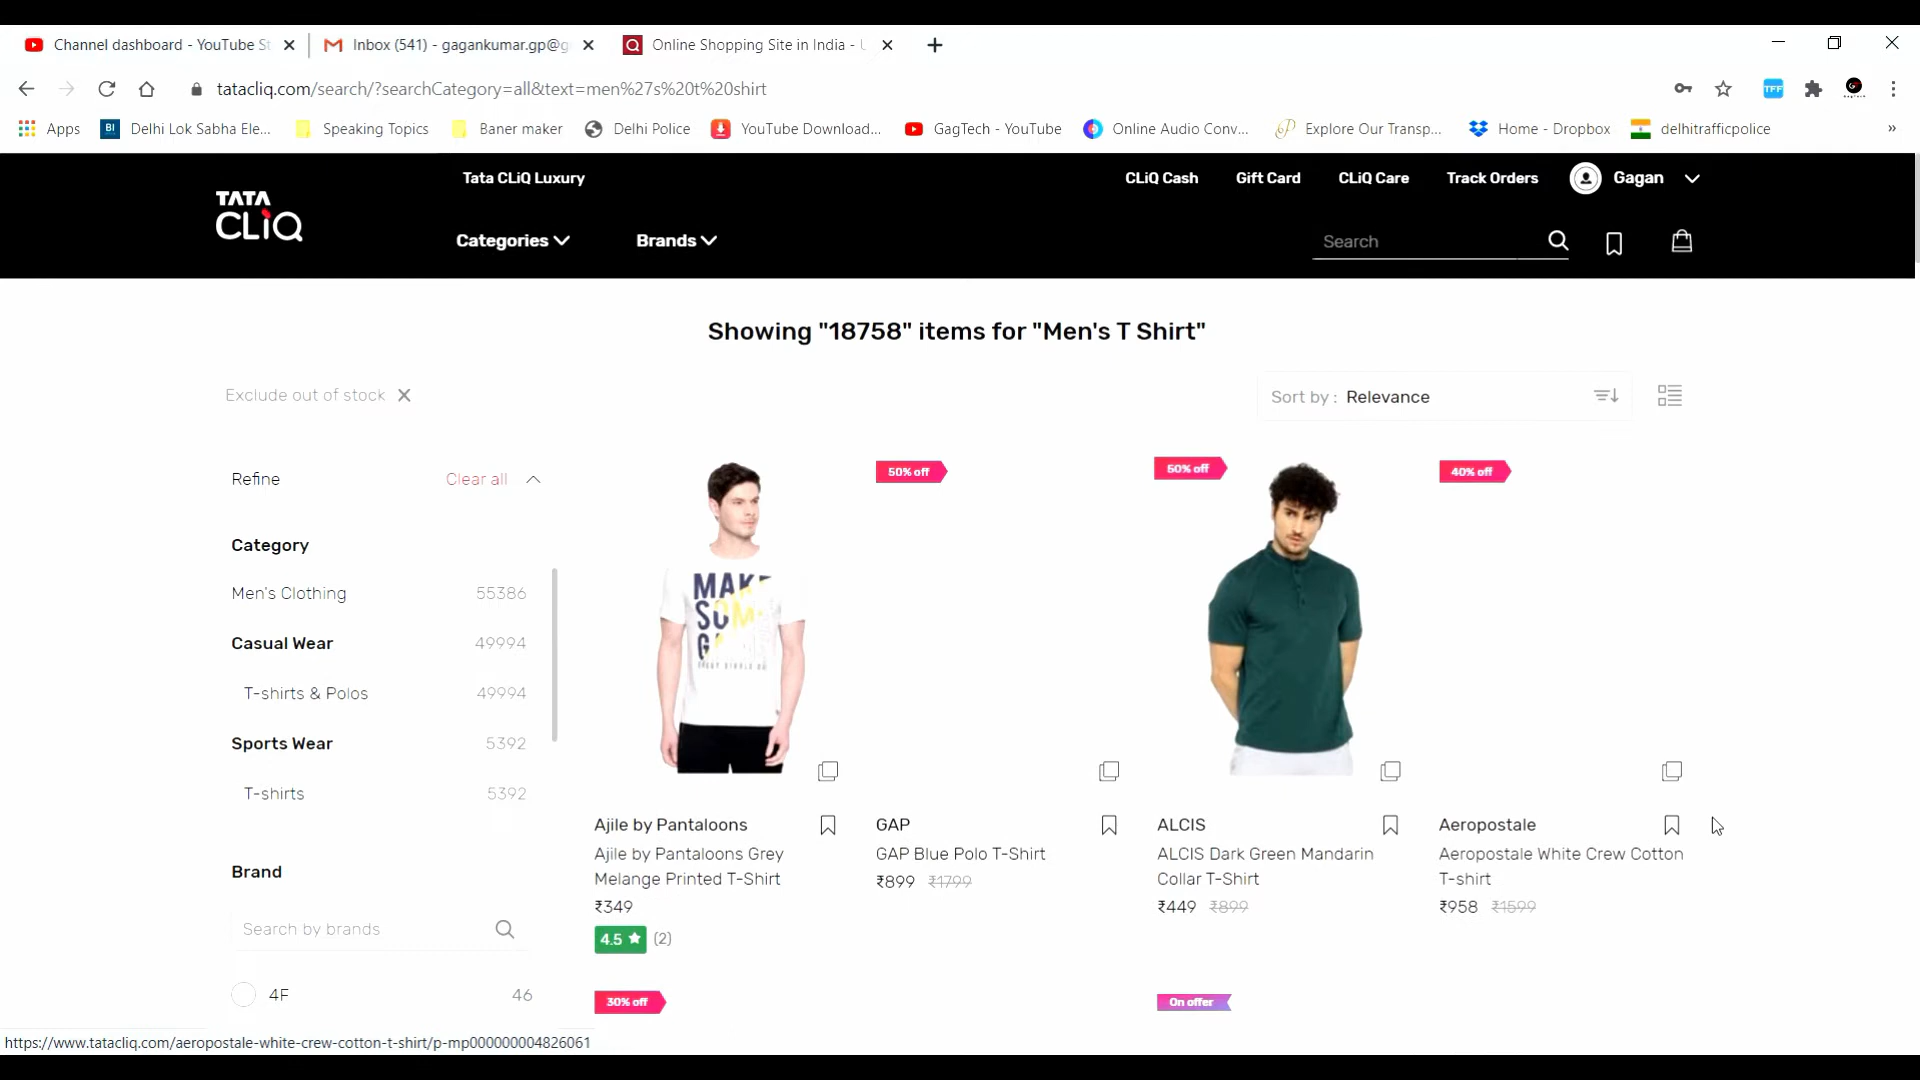 Channel dashboard - YouTube St
Inbox (541) - gagankumar.gp@g
Online Shopping Site in India - U
tatacliq.com/search/?searchCategory=all&text=men%27s%20t%20shirt
TFF
Apps
BI
Delhi Lok Sabha Ele...
Speaking Topics
Baner maker
Delhi Police
YouTube Download...
GagTech - YouTube
Online Audio Conv...
Explore Our Transp...
Home - Dropbox
delhitrafficpolice
»
Tata CLiQ Luxury
CLiQ Cash
Gift Card
CLiQ Care
Track Orders
Gagan
TATA
CLiQ
Categories
Brands
Search
Showing "18758" items for "Men's T Shirt"
Exclude out of stock
Sort by : Relevance
Refine
Clear all
Category
Men's Clothing 55386
Casual Wear 49994
T-shirts & Polos 49994
Sports Wear 5392
T-shirts 5392
Brand
Search by brands
4F 46
MAKE
SOM
G
Ajile by Pantaloons
Ajile by Pantaloons Grey
Melange Printed T-Shirt
₹349
4.5 ★ (2)
50% off
GAP
GAP Blue Polo T-Shirt
₹899 ₹1799
50% off
ALCIS
ALCIS Dark Green Mandarin
Collar T-Shirt
₹449 ₹899
40% off
Aeropostale
Aeropostale White Crew Cotton
T-shirt
₹958 ₹1599
30% off
On offer
https://www.tatacliq.com/aeropostale-white-crew-cotton-t-shirt/p-mp000000004826061